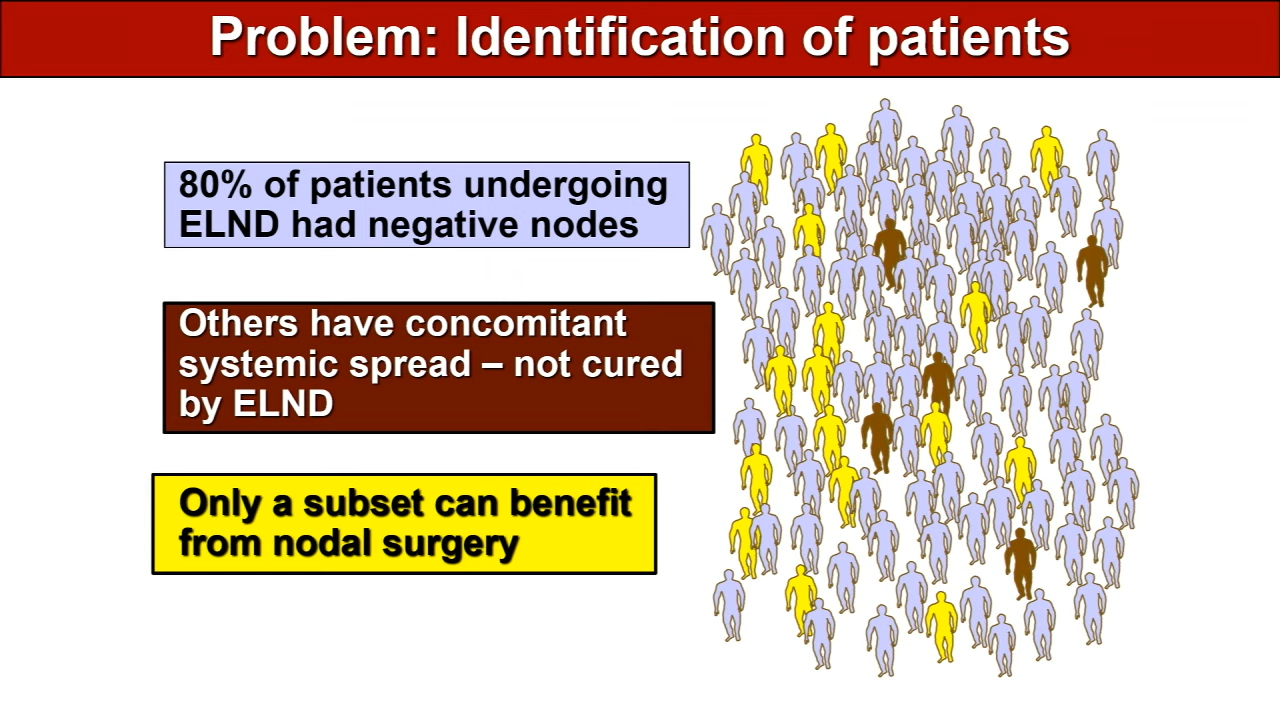 Problem: Identification of patients
80% of patients undergoing
ELND had negative nodes
Others have concomitant
systemic spread – not cured
by ELND
Only a subset can benefit
from nodal surgery